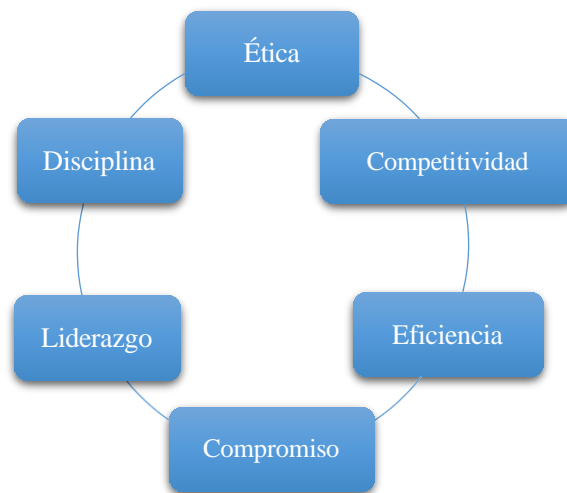 Ética
Competitividad
Eficiencia
Compromiso
Liderazgo
Disciplina